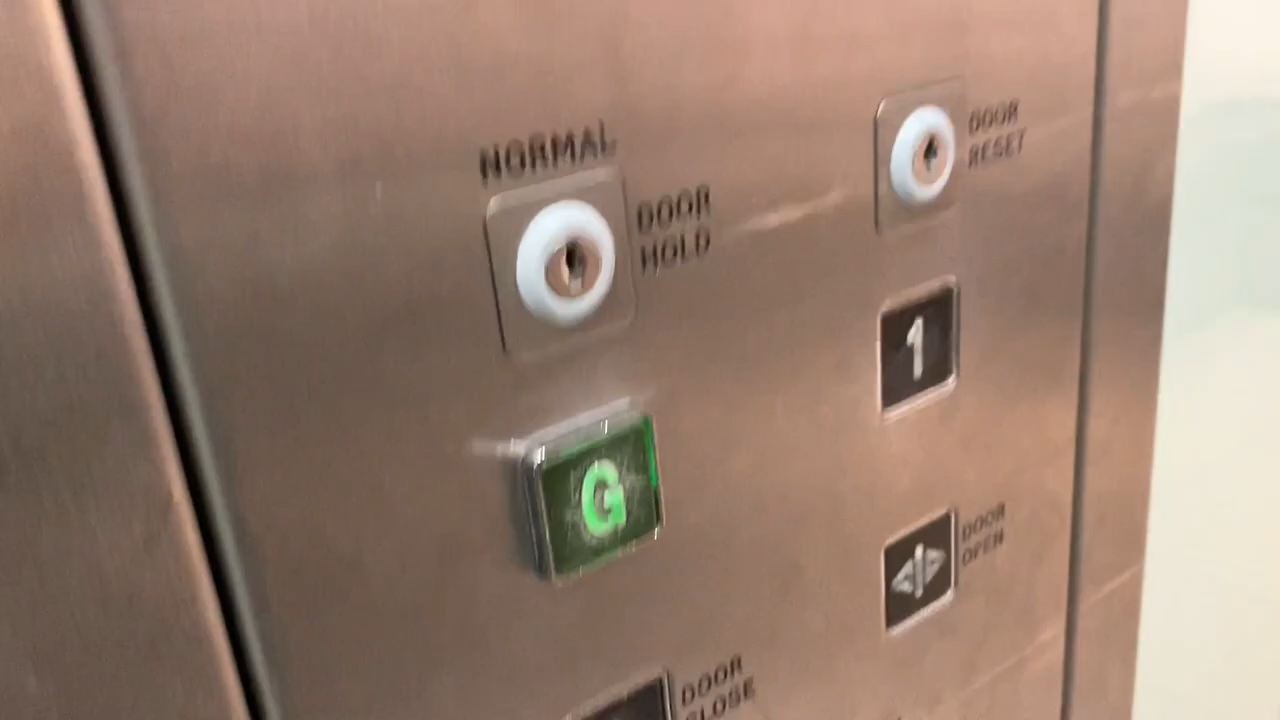 NORMAL
DOOR
HOLD
DOOR
RESET
1
G
DOOR
OPEN
DOOR
CLOSE